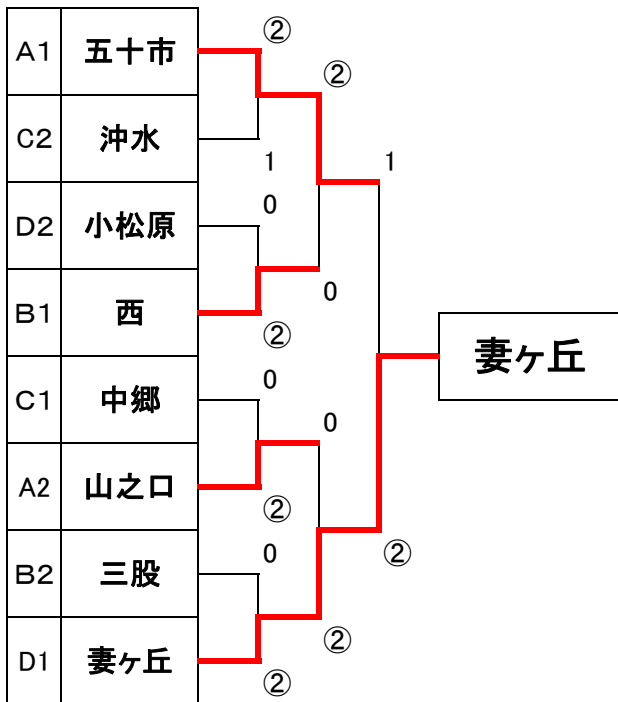 A1 五十市 ②
②
C2 沖水
1 1
D2 小松原 0
B1 西 0
②
妻ヶ丘
C1 中郷 0
0
A2 山之口
②
B2 三股 0 ②
②
D1 妻ヶ丘 ②